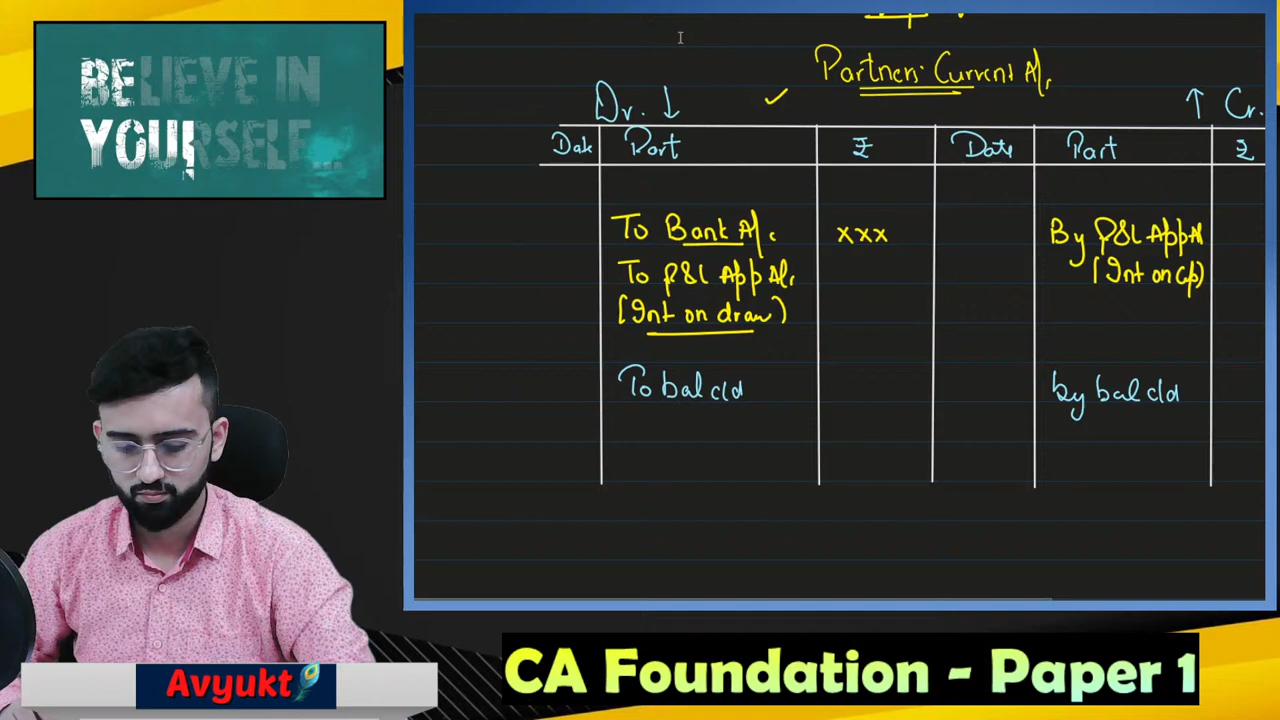 BELIEVE IN
YOURSELF...
Partners Current A/c
Dr. ↓
↑ Cr.
Date Part ₹ Date Part ₹
To Bank A/c xxx By P&L App A/
To P&L App A/c (Int on cp)
(Int on draw)
To bal c/d by bal c/d
Avyukt
CA Foundation - Paper 1